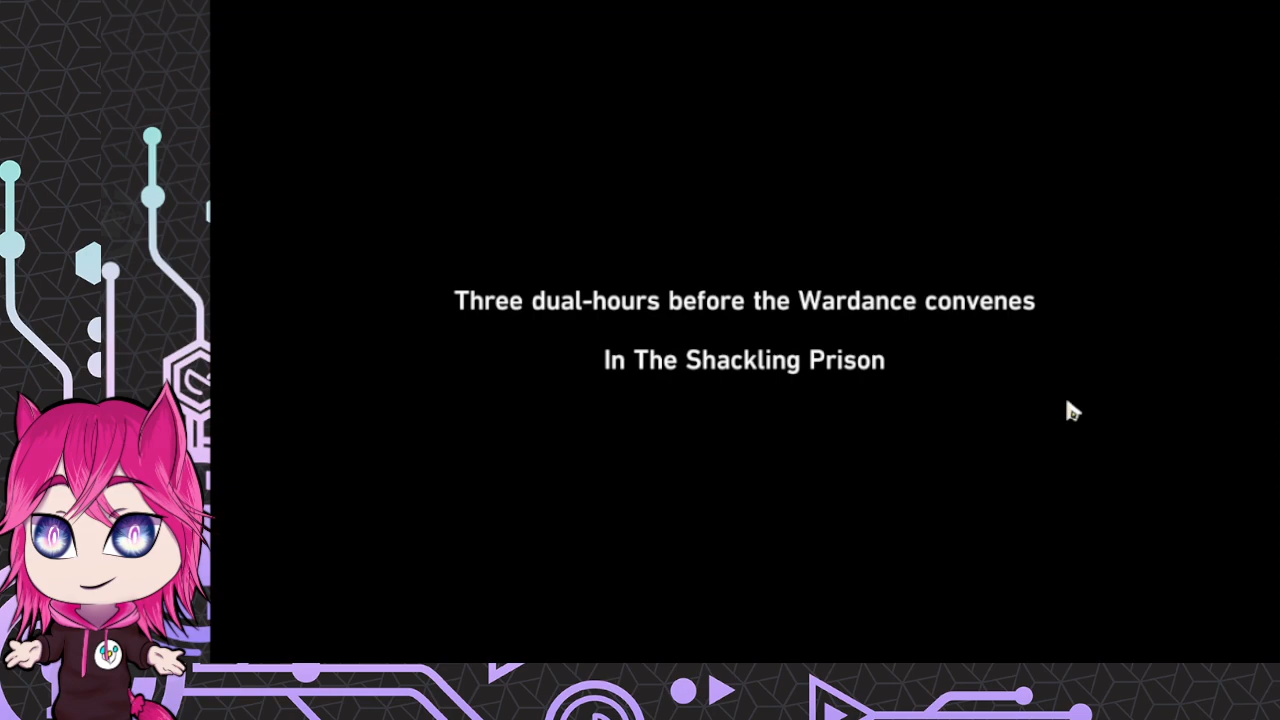 Three dual-hours before the Wardance convenes
In The Shackling Prison